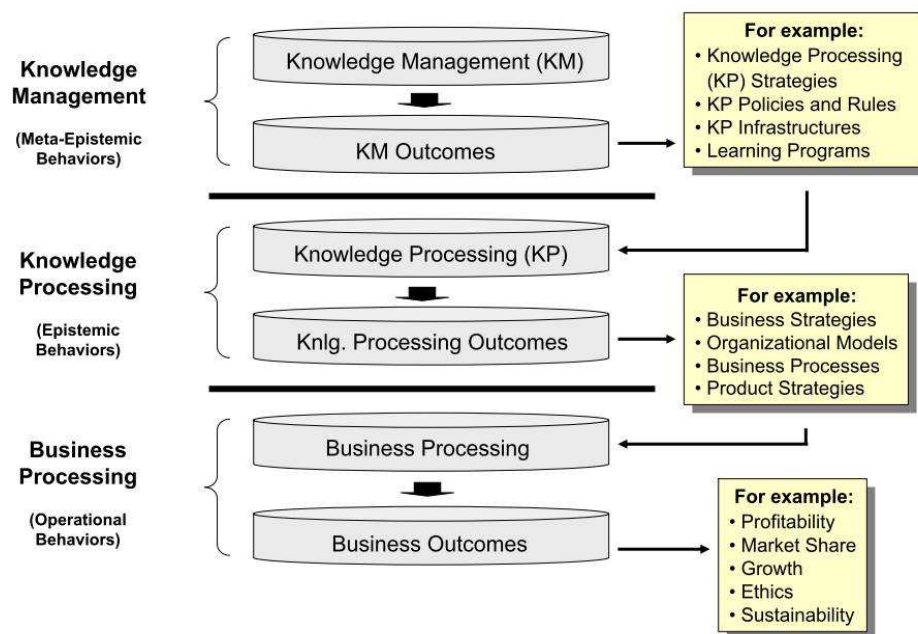 Knowledge
Management
(Meta-Epistemic
Behaviors)
Knowledge Management (KM)
KM Outcomes
For example:
• Knowledge Processing
(KP) Strategies
• KP Policies and Rules
• KP Infrastructures
• Learning Programs
Knowledge
Processing
(Epistemic
Behaviors)
Knowledge Processing (KP)
Knlg. Processing Outcomes
For example:
• Business Strategies
• Organizational Models
• Business Processes
• Product Strategies
Business
Processing
(Operational
Behaviors)
Business Processing
Business Outcomes
For example:
• Profitability
• Market Share
• Growth
• Ethics
• Sustainability